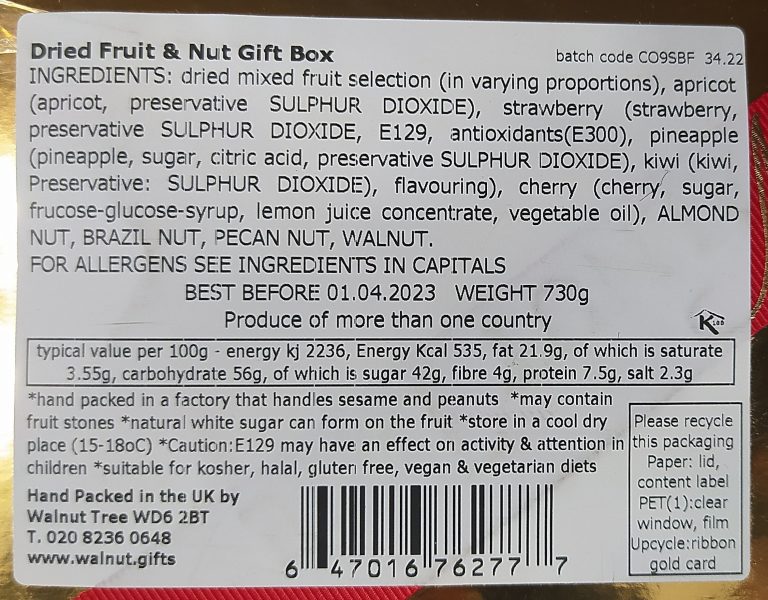 Dried Fruit & Nut Gift Box batch code CO9SBF 34.22
INGREDIENTS: dried mixed fruit selection (in varying proportions), apricot
(apricot, preservative SULPHUR DIOXIDE), strawberry (strawberry,
preservative SULPHUR DIOXIDE, E129, antioxidants(E300), pineapple
(pineapple, sugar, citric acid, preservative SULPHUR DIOXIDE), kiwi (kiwi,
Preservative: SULPHUR DIOXIDE), flavouring), cherry (cherry, sugar,
frucose-glucose-syrup, lemon juice concentrate, vegetable oil), ALMOND
NUT, BRAZIL NUT, PECAN NUT, WALNUT.
FOR ALLERGENS SEE INGREDIENTS IN CAPITALS
BEST BEFORE 01.04.2023 WEIGHT 730g
Produce of more than one country
K LBD
typical value per 100g - energy kj 2236, Energy Kcal 535, fat 21.9g, of which is saturate
3.55g, carbohydrate 56g, of which is sugar 42g, fibre 4g, protein 7.5g, salt 2.3g
*hand packed in a factory that handles sesame and peanuts *may contain
fruit stones *natural white sugar can form on the fruit *store in a cool dry
place (15-18oC) *Caution:E129 may have an effect on activity & attention in
children *suitable for kosher, halal, gluten free, vegan & vegetarian diets
Please recycle
this packaging
Paper: lid,
content label
PET(1):clear
window, film
Upcycle:ribbon
gold card
Hand Packed in the UK by
Walnut Tree WD6 2BT
T. 020 8236 0648
www.walnut.gifts
6 47016 76277 7